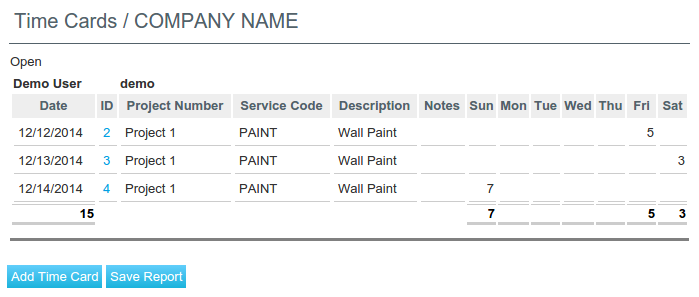 Time Cards / COMPANY NAME
Open
Demo User demo
Date ID Project Number Service Code Description Notes Sun Mon Tue Wed Thu Fri Sat
12/12/2014 2 Project 1 PAINT Wall Paint 5
12/13/2014 3 Project 1 PAINT Wall Paint 3
12/14/2014 4 Project 1 PAINT Wall Paint 7
15 7 5 3
Add Time Card Save Report